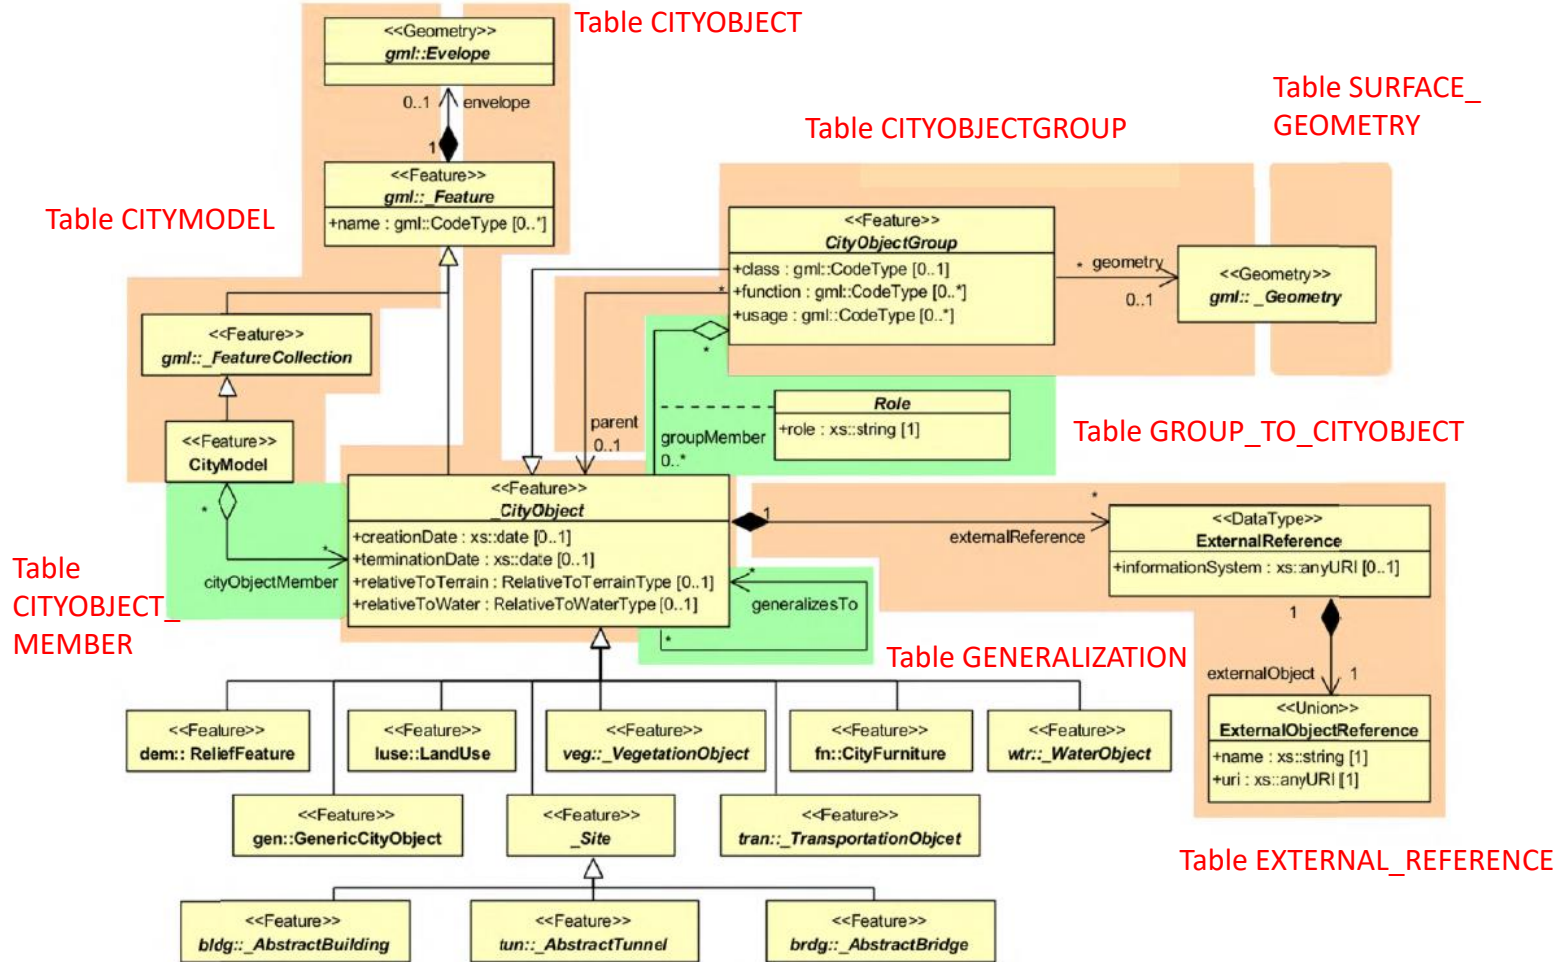 Table CITYOBJECT
<<Geometry>>
gml::Evelope
0..1
envelope
1
<<Feature>>
gml::_Feature
+name : gml::CodeType [0..*]
Table CITYMODEL
<<Feature>>
gml::_FeatureCollection
<<Feature>>
CityModel
*
*
cityObjectMember
Table
CITYOBJECT_
MEMBER
Table CITYOBJECTGROUP
<<Feature>>
CityObjectGroup
+class : gml::CodeType [0..1]
+function : gml::CodeType [0..*]
+usage : gml::CodeType [0..*]
*
*
* geometry
0..1
Table SURFACE_
GEOMETRY
<<Geometry>>
gml::_Geometry
parent
0..1
groupMember
0..*
Role
+role : xs::string [1]
Table GROUP_TO_CITYOBJECT
<<Feature>>
_CityObject
+creationDate : xs::date [0..1]
+terminationDate : xs::date [0..1]
+relativeToTerrain : RelativeToTerrainType [0..1]
+relativeToWater : RelativeToWaterType [0..1]
1
*
externalReference
*
generalizesTo
*
Table GENERALIZATION
<<DataType>>
ExternalReference
+informationSystem : xs::anyURI [0..1]
1
externalObject
1
<<Union>>
ExternalObjectReference
+name : xs::string [1]
+uri : xs::anyURI [1]
Table EXTERNAL_REFERENCE
<<Feature>>
dem:: ReliefFeature
<<Feature>>
luse::LandUse
<<Feature>>
veg::_VegetationObject
<<Feature>>
fn::CityFurniture
<<Feature>>
wtr::_WaterObject
<<Feature>>
gen::GenericCityObject
<<Feature>>
_Site
<<Feature>>
tran::_TransportationObjcet
<<Feature>>
bldg::_AbstractBuilding
<<Feature>>
tun::_AbstractTunnel
<<Feature>>
brdg::_AbstractBridge